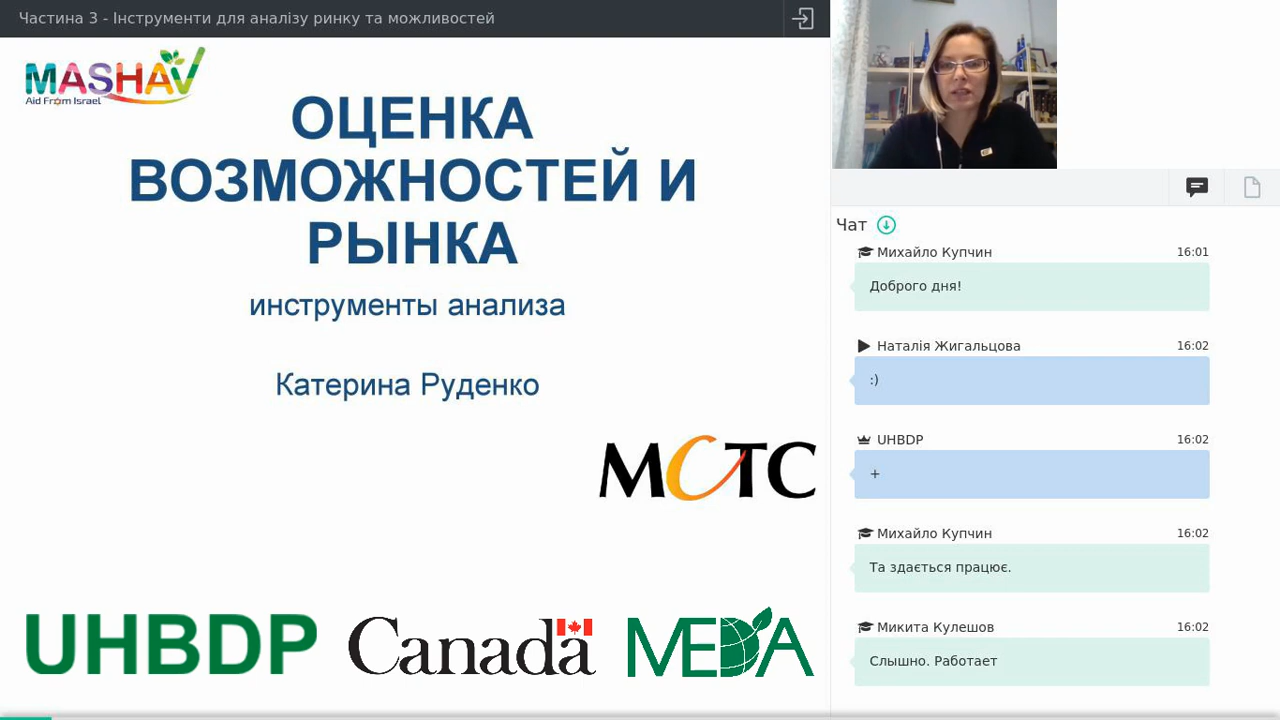 Частина 3 - Інструменти для аналізу ринку та можливостей
MASHAV
Aid From Israel
ОЦЕНКА
ВОЗМОЖНОСТЕЙ И
РЫНКА
инструменты анализа
Катерина Руденко
MCTC
UHBDP
Canada
MEDA
Чат
Михайло Купчин 16:01
Доброго дня!
Наталія Жигальцова 16:02
:)
UHBDP 16:02
+
Михайло Купчин 16:02
Та здається працює.
Микита Кулешов 16:02
Слышно. Работает